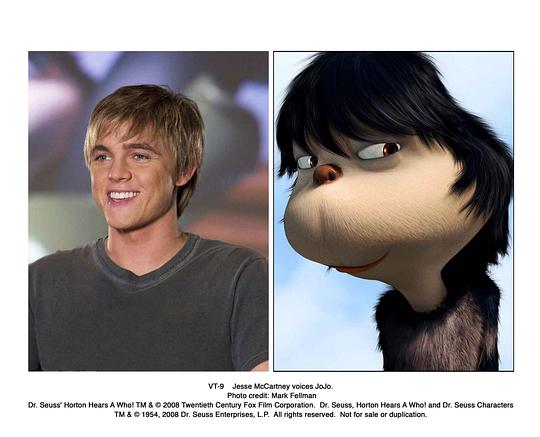 VT-9 Jesse McCartney voices JoJo.
Photo credit: Mark Fellman
Dr. Seuss' Horton Hears A Who! TM & © 2008 Twentieth Century Fox Film Corporation. Dr. Seuss, Horton Hears A Who! and Dr. Seuss Characters
TM & © 1954, 2008 Dr. Seuss Enterprises, L.P. All rights reserved. Not for sale or duplication.